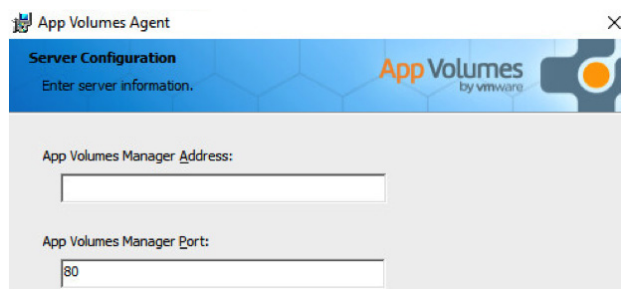 App Volumes Agent
Server Configuration
Enter server information.
App Volumes
by vmware
App Volumes Manager Address:
App Volumes Manager Port:
80